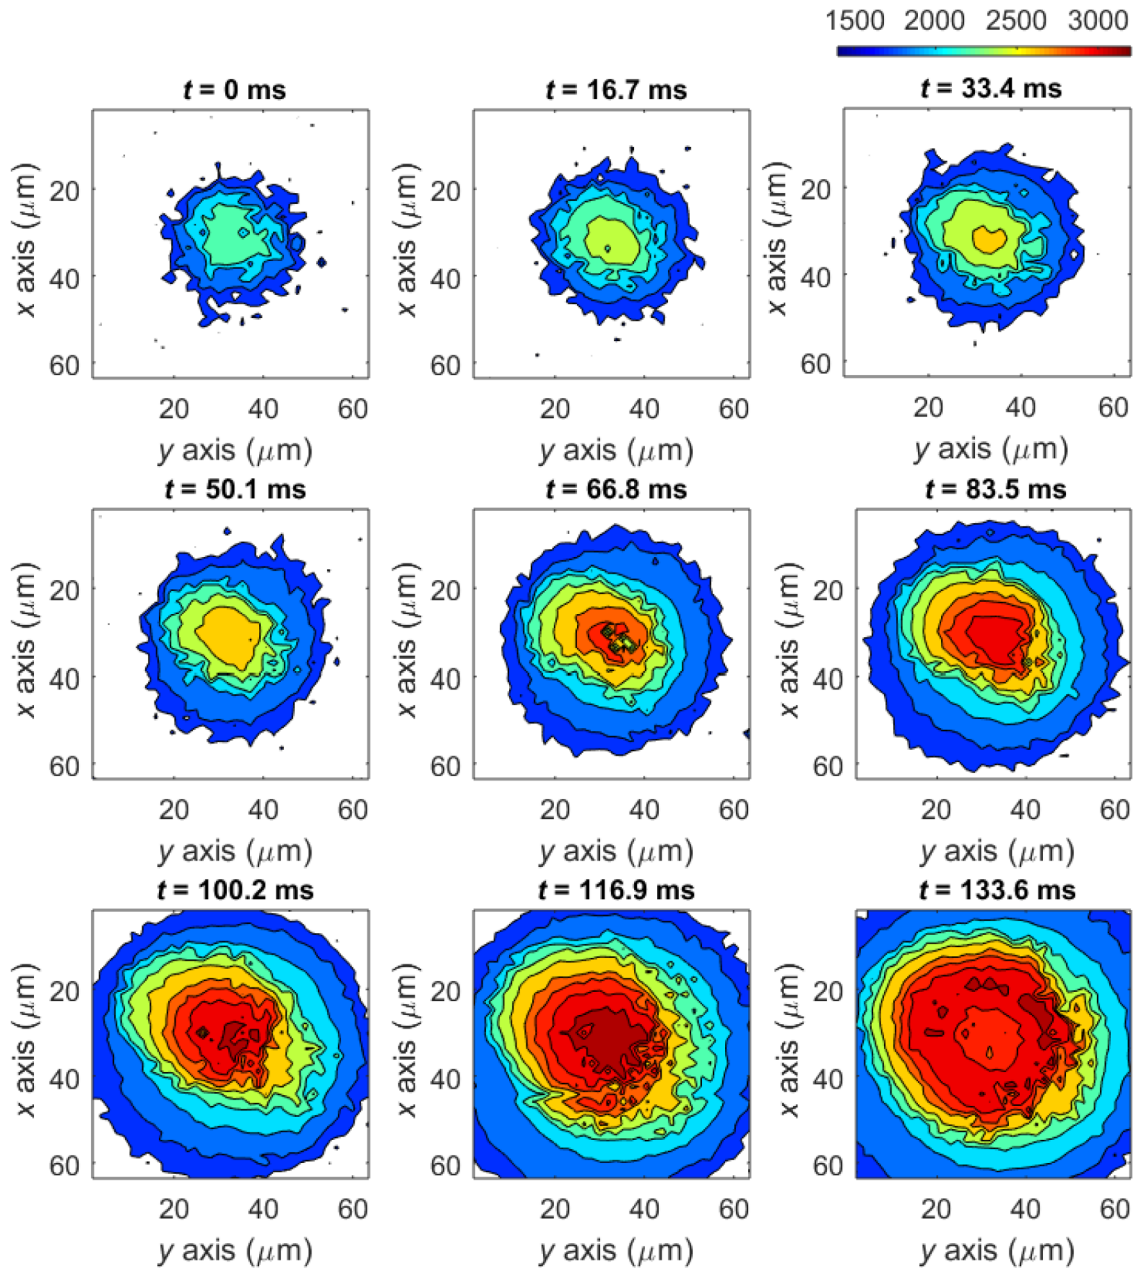 1500 2000 2500 3000
t = 0 ms t = 16.7 ms t = 33.4 ms
x axis (μm) 20 40 60 x axis (μm) 20 40 60 x axis (μm) 20 40 60
20 40 60 20 40 60 20 40 60
y axis (μm) y axis (μm) y axis (μm)
t = 50.1 ms t = 66.8 ms t = 83.5 ms
x axis (μm) 20 40 60 x axis (μm) 20 40 60 x axis (μm) 20 40 60
20 40 60 20 40 60 20 40 60
y axis (μm) y axis (μm) y axis (μm)
t = 100.2 ms t = 116.9 ms t = 133.6 ms
x axis (μm) 20 40 60 x axis (μm) 20 40 60 x axis (μm) 20 40 60
20 40 60 20 40 60 20 40 60
y axis (μm) y axis (μm) y axis (μm)